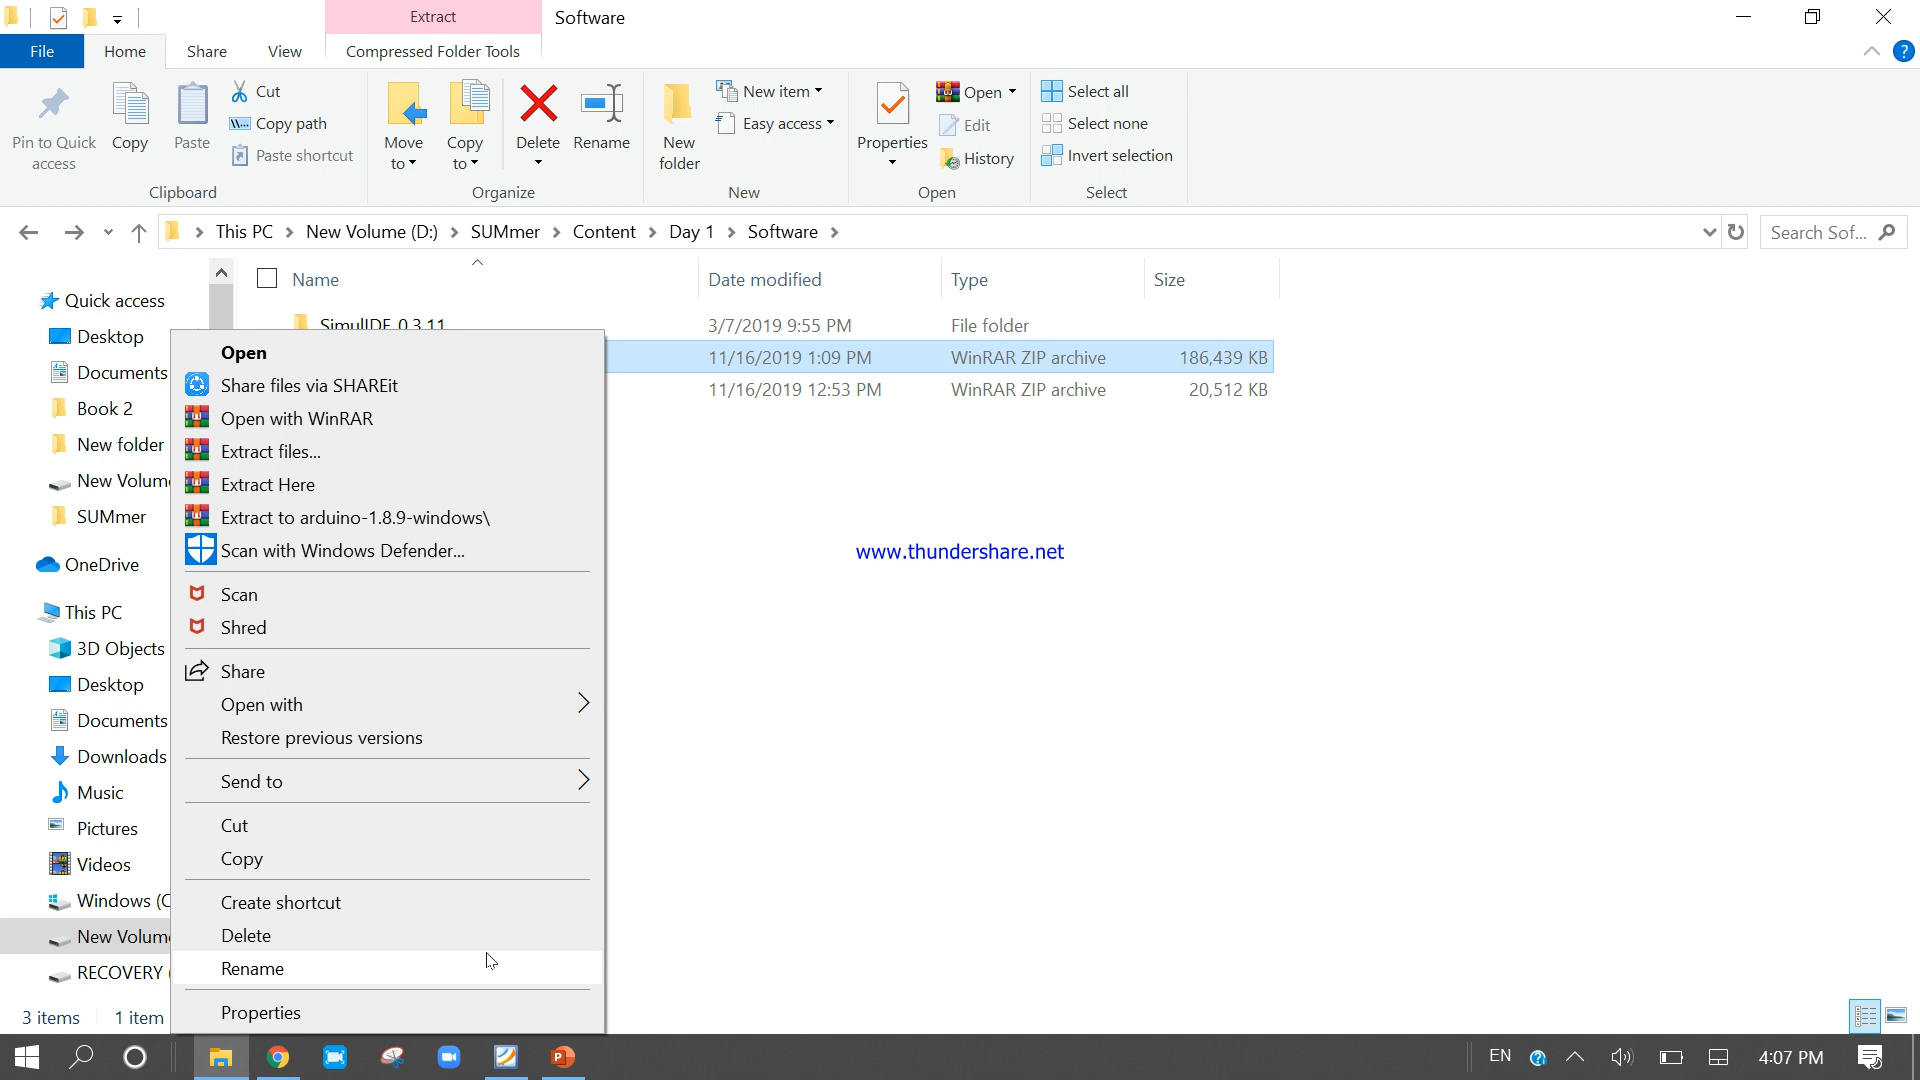 Extract
Software
File
Home
Share
View
Compressed Folder Tools
Pin to Quick
access
Copy
Paste
Cut
Copy path
Paste shortcut
Clipboard
Move
to
Copy
to
Delete
Rename
Organize
New
folder
New item
Easy access
New
Properties
Open
Edit
History
Open
Select all
Select none
Invert selection
Select
This PC > New Volume (D:) > SUMmer > Content > Day 1 > Software >
Search Sof...
Name
Date modified
Type
Size
SimulIDE_0.3.11 3/7/2019 9:55 PM File folder
11/16/2019 1:09 PM WinRAR ZIP archive 186,439 KB
11/16/2019 12:53 PM WinRAR ZIP archive 20,512 KB
Quick access
Desktop
Documents
Book 2
New folder
New Volum
SUMmer
OneDrive
This PC
3D Objects
Desktop
Documents
Downloads
Music
Pictures
Videos
Windows (C
New Volum
RECOVERY (
Open
Share files via SHAREit
Open with WinRAR
Extract files...
Extract Here
Extract to arduino-1.8.9-windows\
Scan with Windows Defender...
Scan
Shred
Share
Open with
Restore previous versions
Send to
Cut
Copy
Create shortcut
Delete
Rename
Properties
www.thundershare.net
3 items
1 item
EN
4:07 PM